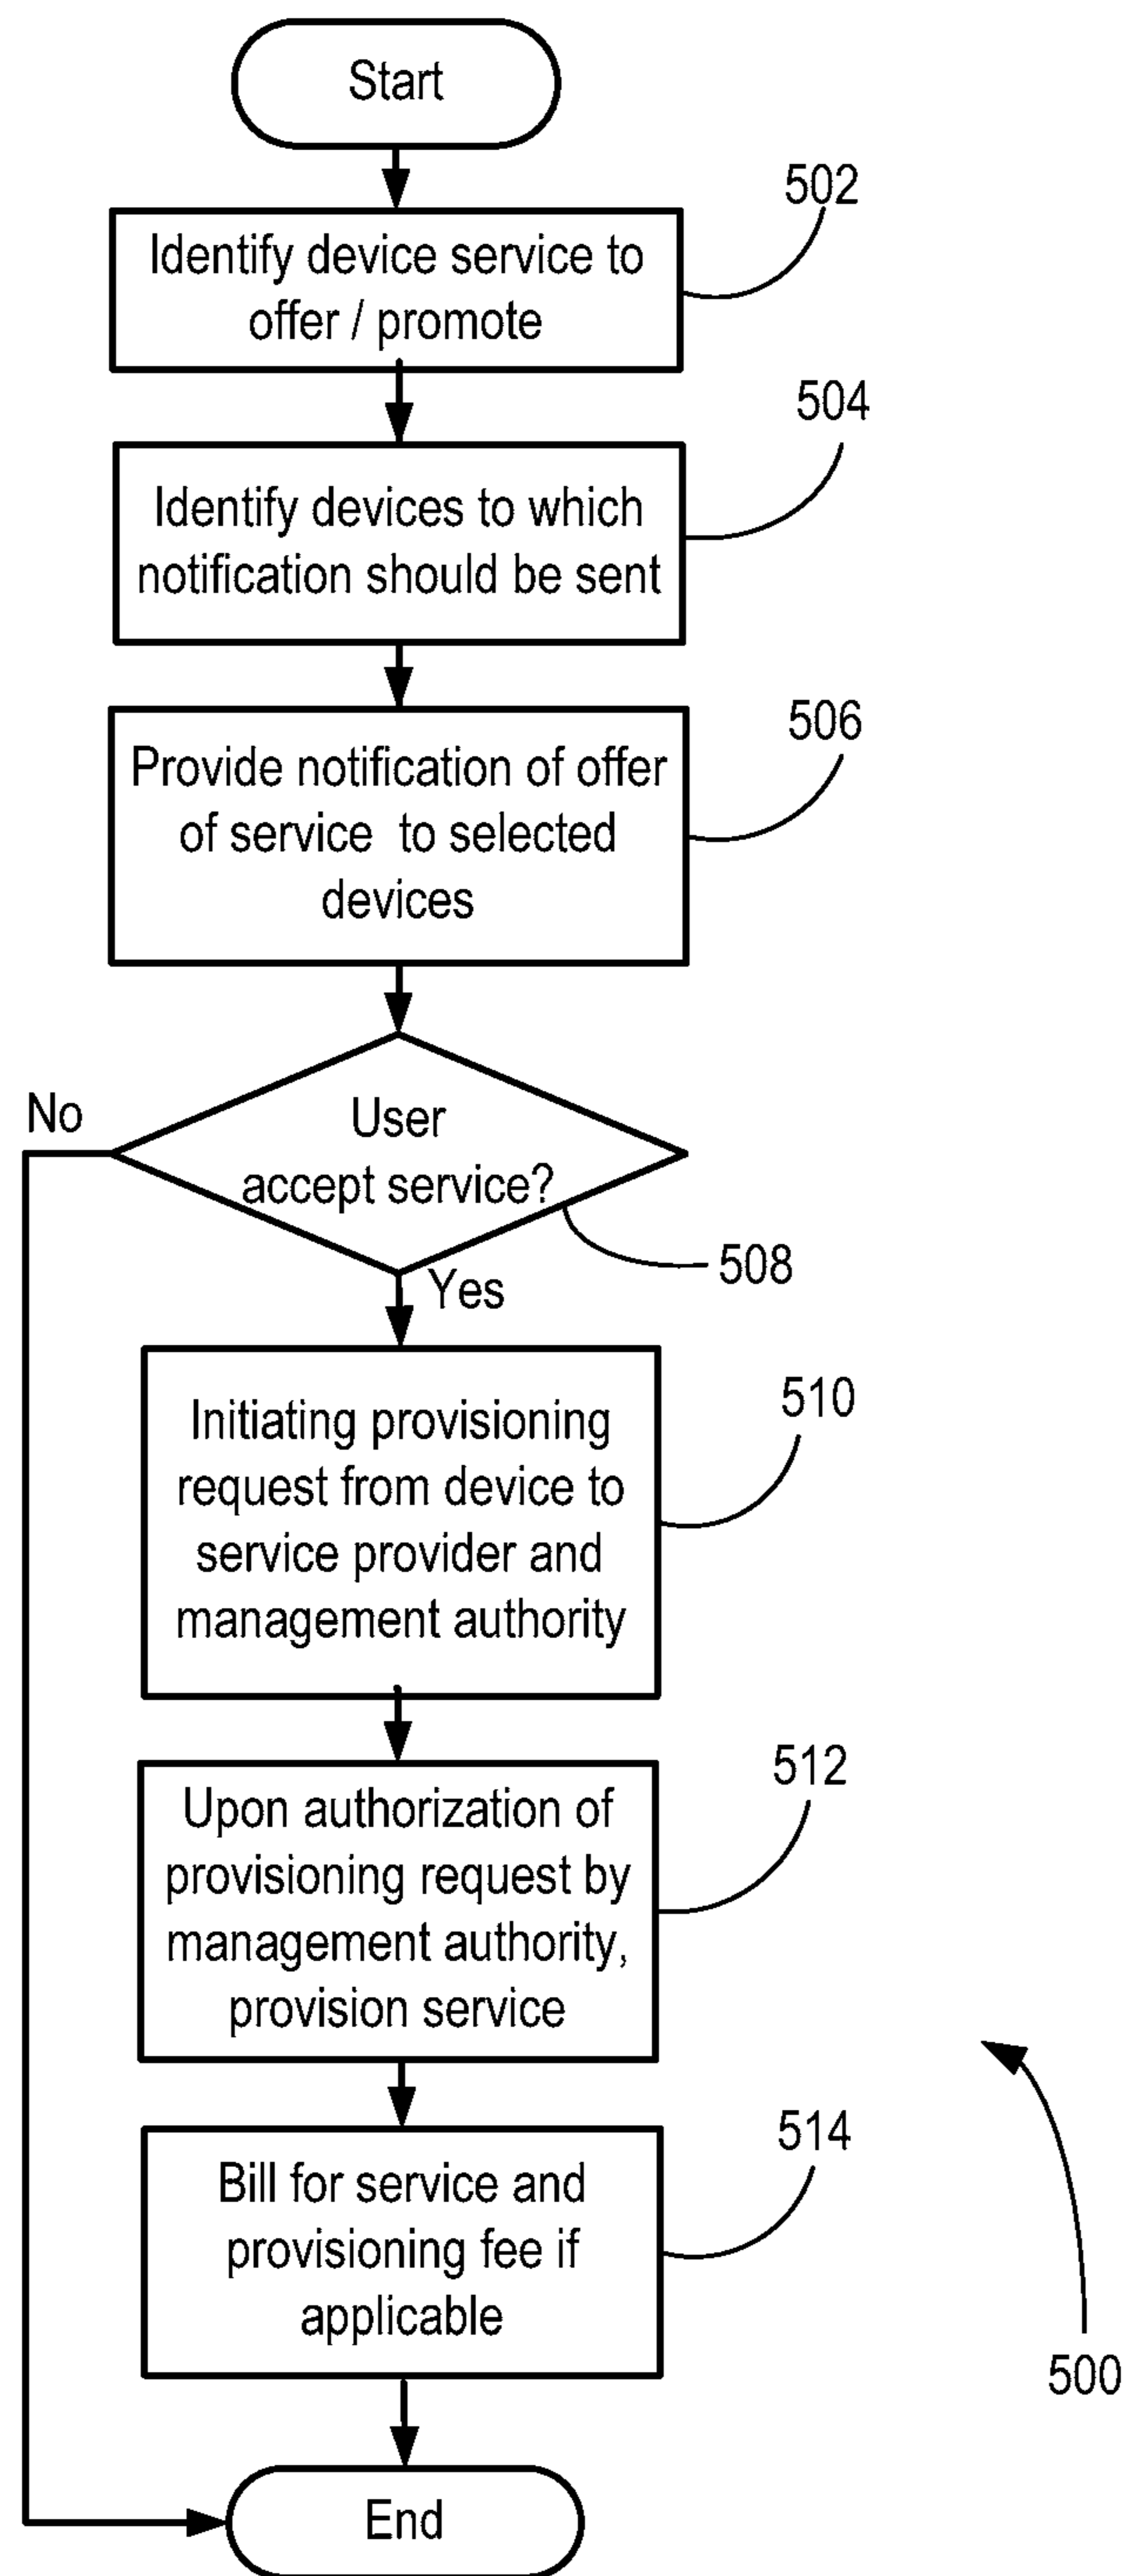 Start
502
Identify device service to
offer / promote
504
Identify devices to which
notification should be sent
506
Provide notification of offer
of service to selected
devices
No
User
accept service?
508
Yes
510
Initiating provisioning
request from device to
service provider and
management authority
512
Upon authorization of
provisioning request by
management authority,
provision service
514
Bill for service and
provisioning fee if
applicable
500
End